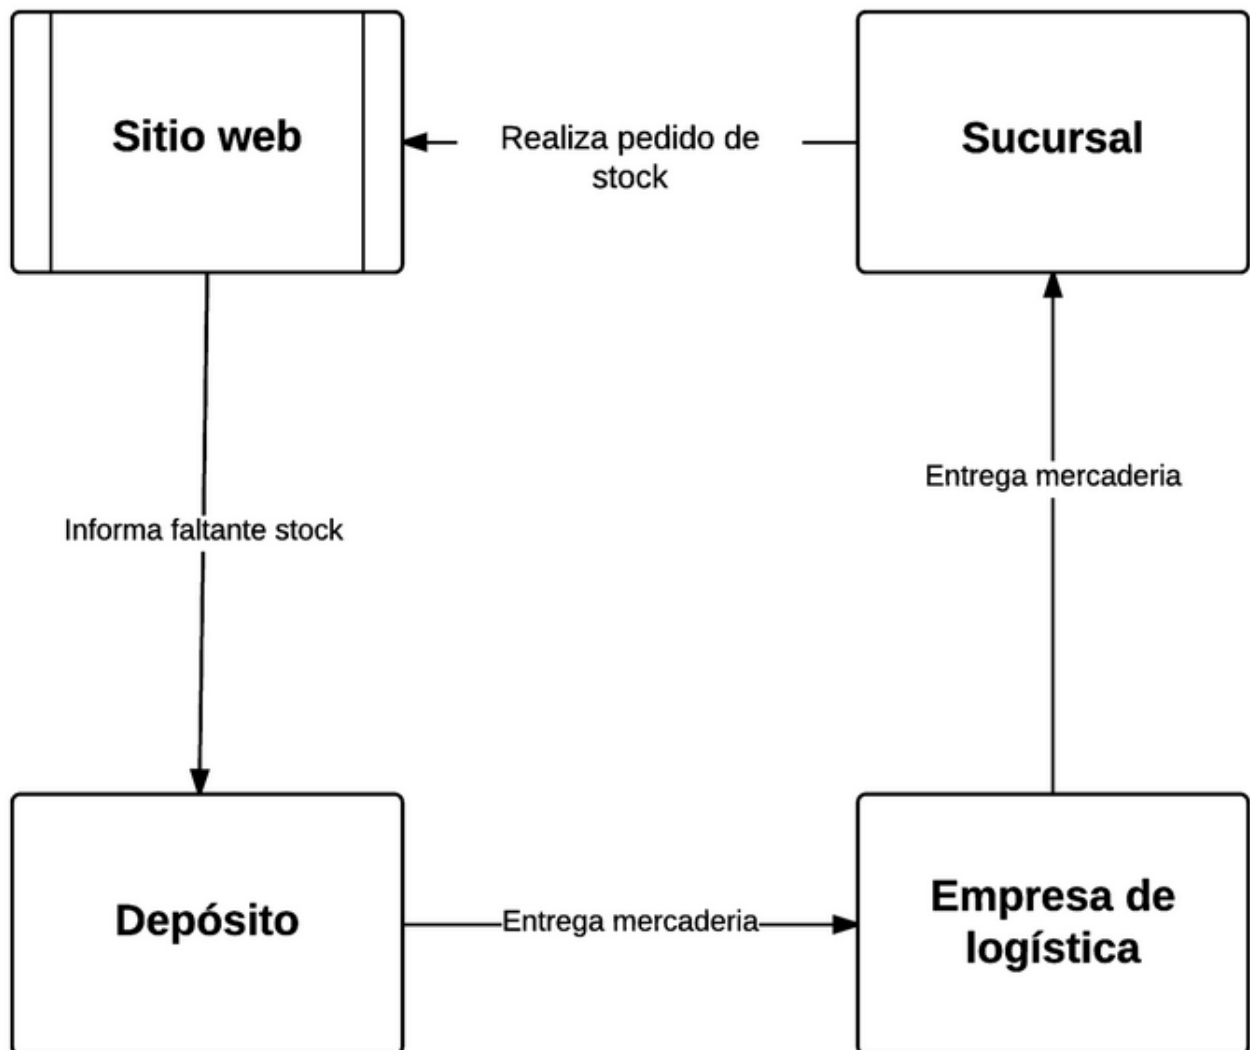 Sitio web
Realiza pedido de
stock
Sucursal
Informa faltante stock
Entrega mercaderia
Depósito
Entrega mercaderia
Empresa de
logística